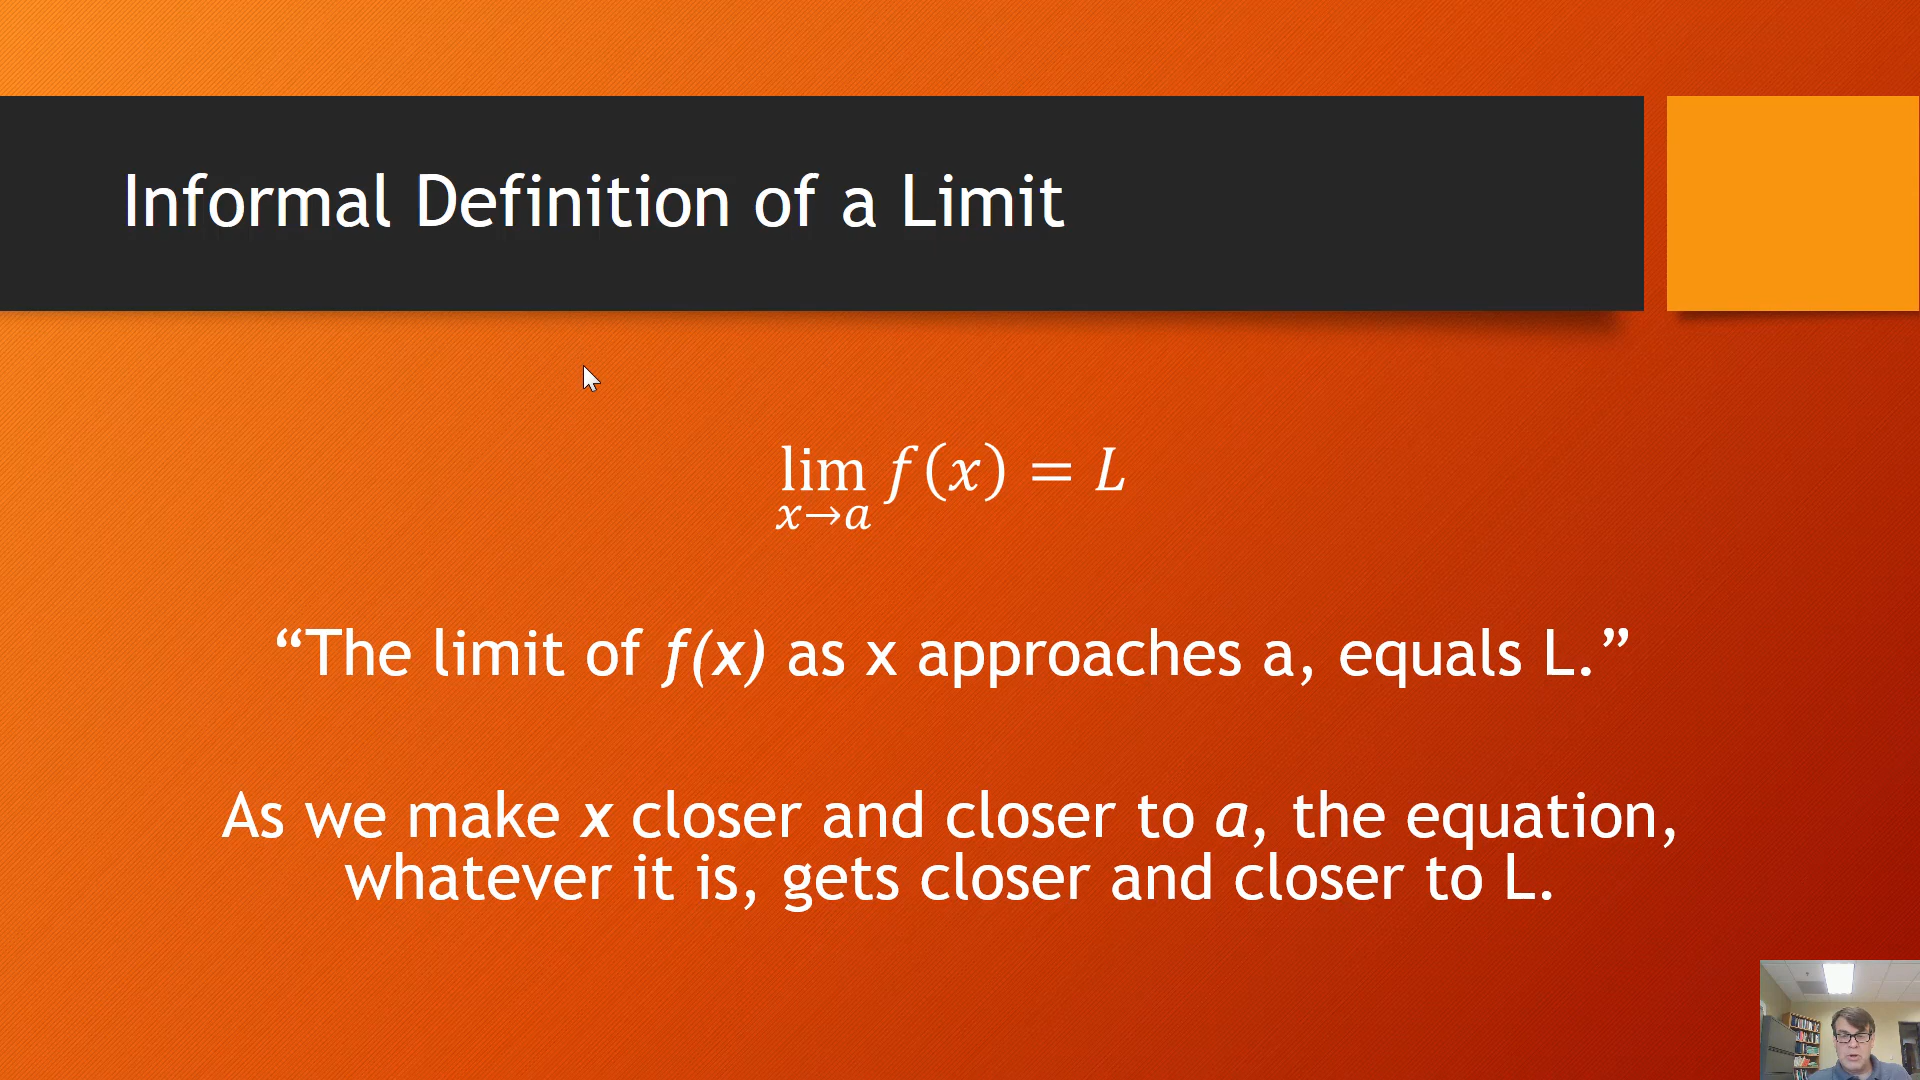 Informal Definition of a Limit
lim f(x) = L
x→a
“The limit of f(x) as x approaches a, equals L.”
As we make x closer and closer to a, the equation,
whatever it is, gets closer and closer to L.